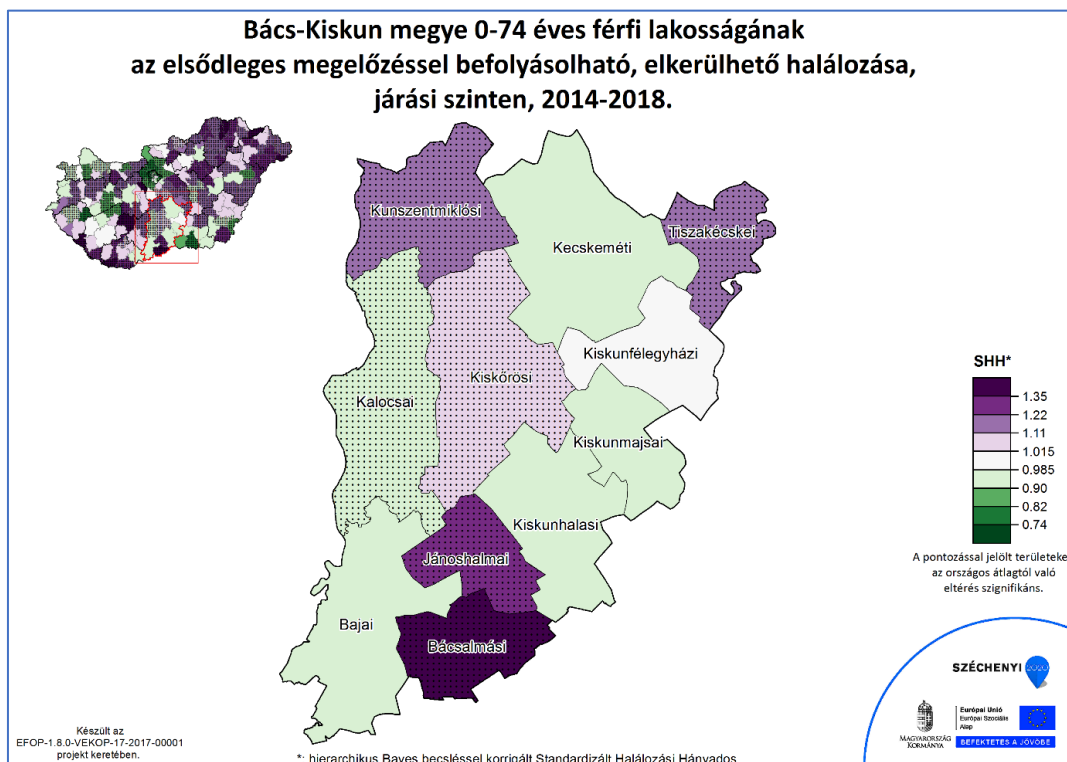 Bács-Kiskun megye 0-74 éves férfi lakosságának
az elsődleges megelőzéssel befolyásolható, elkerülhető halálozása,
járási szinten, 2014-2018.
Kunszentmiklósi
Tiszakécskei
Kecskeméti
Kiskunfélegyházi
Kiskőrösi
Kalocsai
Kiskunmajsai
Kiskunhalasi
Jánoshalmai
Bajai
Bácsalmási
SHH*
1.35
1.22
1.11
1.015
0.985
0.90
0.82
0.74
A pontozással jelölt területeke
az országos átlagtól való
eltérés szignifikáns.
SZÉCHENYI 2020
MAGYARORSZÁG
KORMÁNYA
Európai Unió
Európai Szociális
Alap
BEFEKTETÉS A JÖVŐBE
Készült az
EFOP-1.8.0-VEKOP-17-2017-00001
projekt keretében.
*: hierarchikus Bayes becsléssel korrigált Standardizált Halálozási Hányados